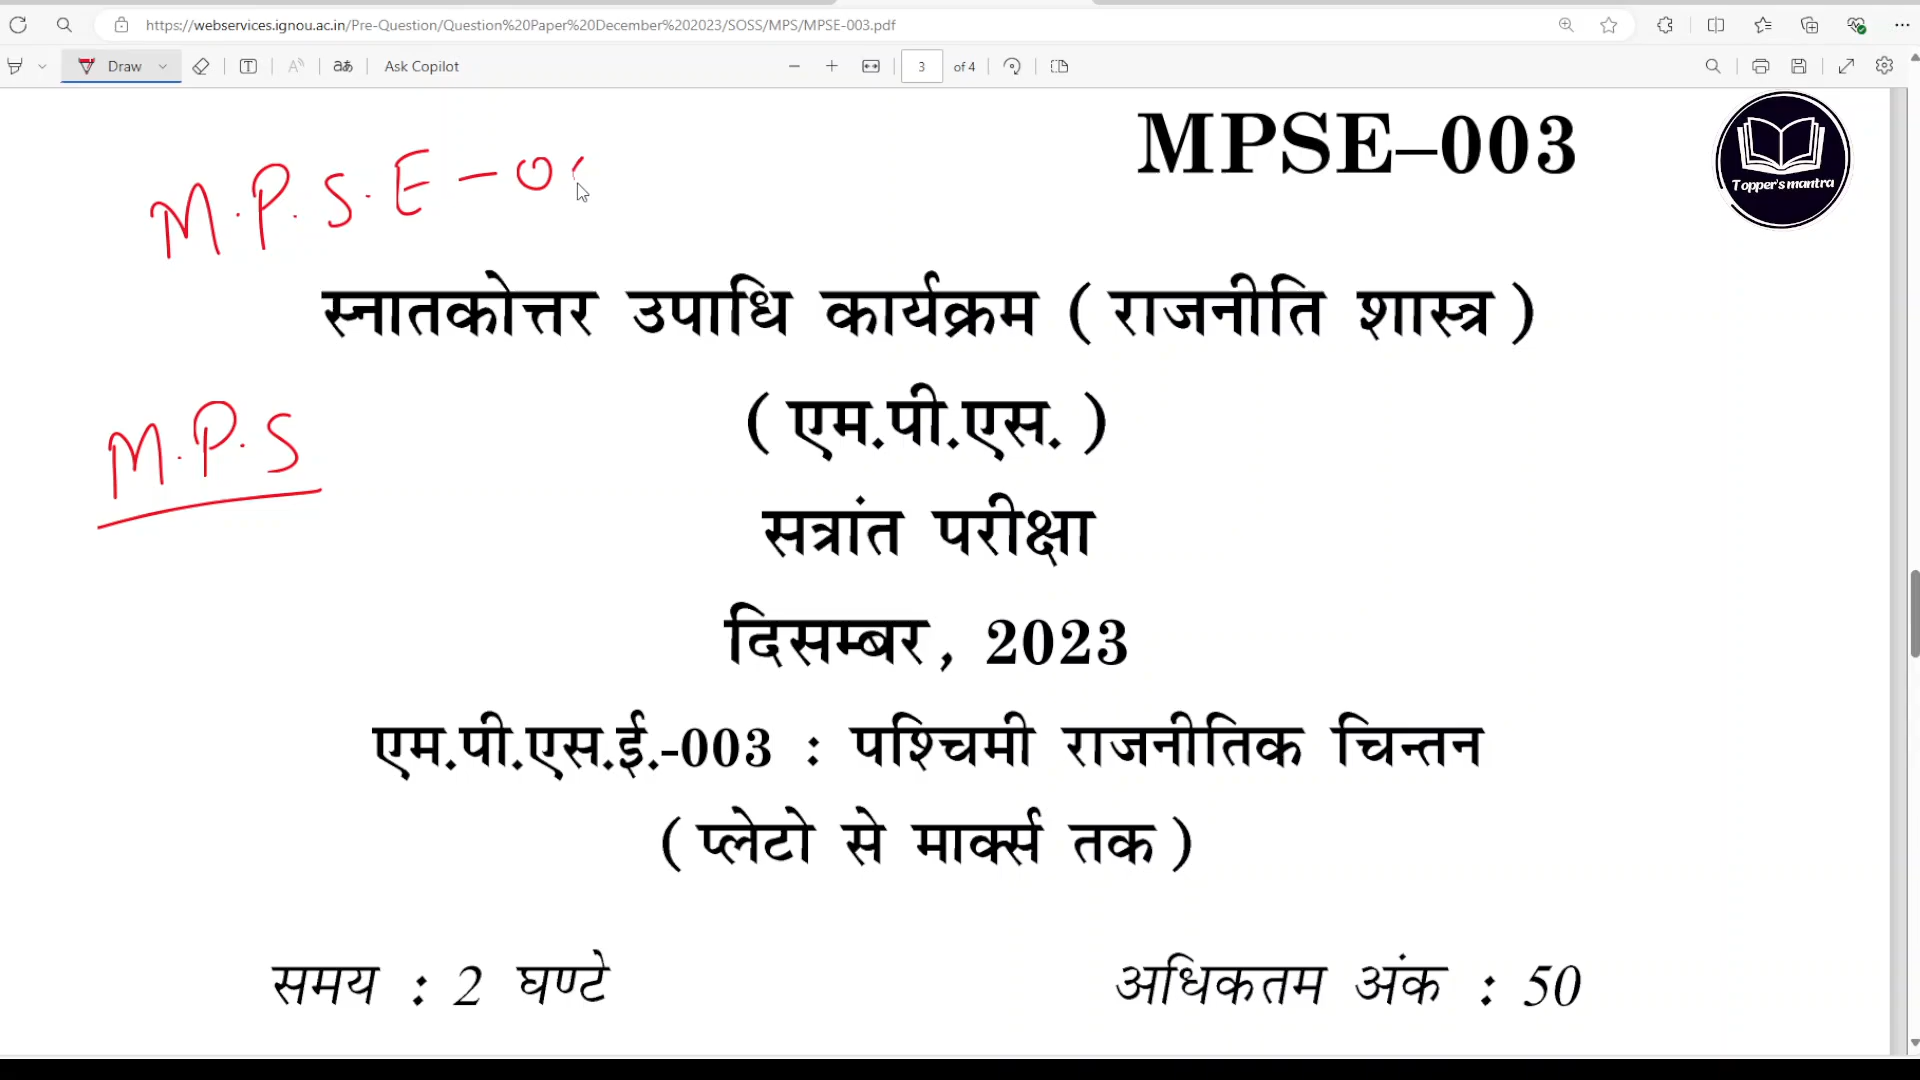 https://webservices.ignou.ac.in/Pre-Question/Question%20Paper%20December%202023/SOSS/MPS/MPSE-003.pdf
Draw
Ask Copilot
3 of 4
MPSE–003
M.P.S.E – 0
Topper's mantra
स्नातकोत्तर उपाधि कार्यक्रम ( राजनीति शास्त्र )
( एम.पी.एस. )
M.P.S
सत्रांत परीक्षा
दिसम्बर, 2023
एम.पी.एस.ई.-003 : पश्चिमी राजनीतिक चिन्तन
( प्लेटो से मार्क्स तक )
समय : 2 घण्टे
अधिकतम अंक : 50